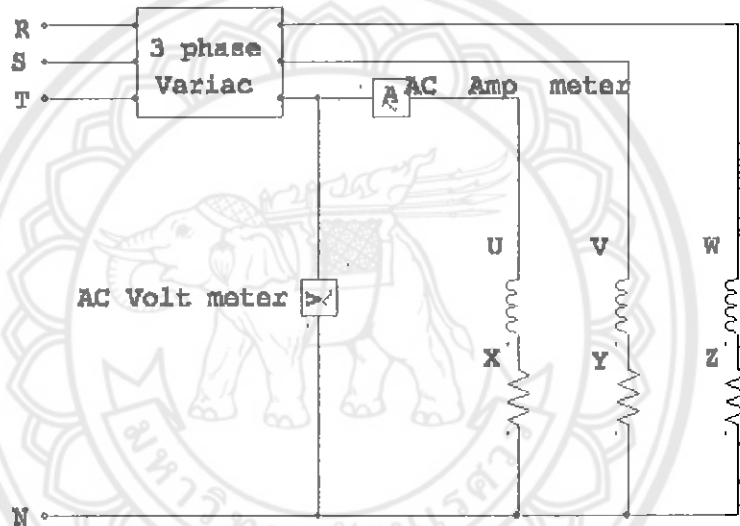 R
S
T
3 phase
Variac
A AC Amp meter
U V W
AC Volt meter V
X Y Z
N